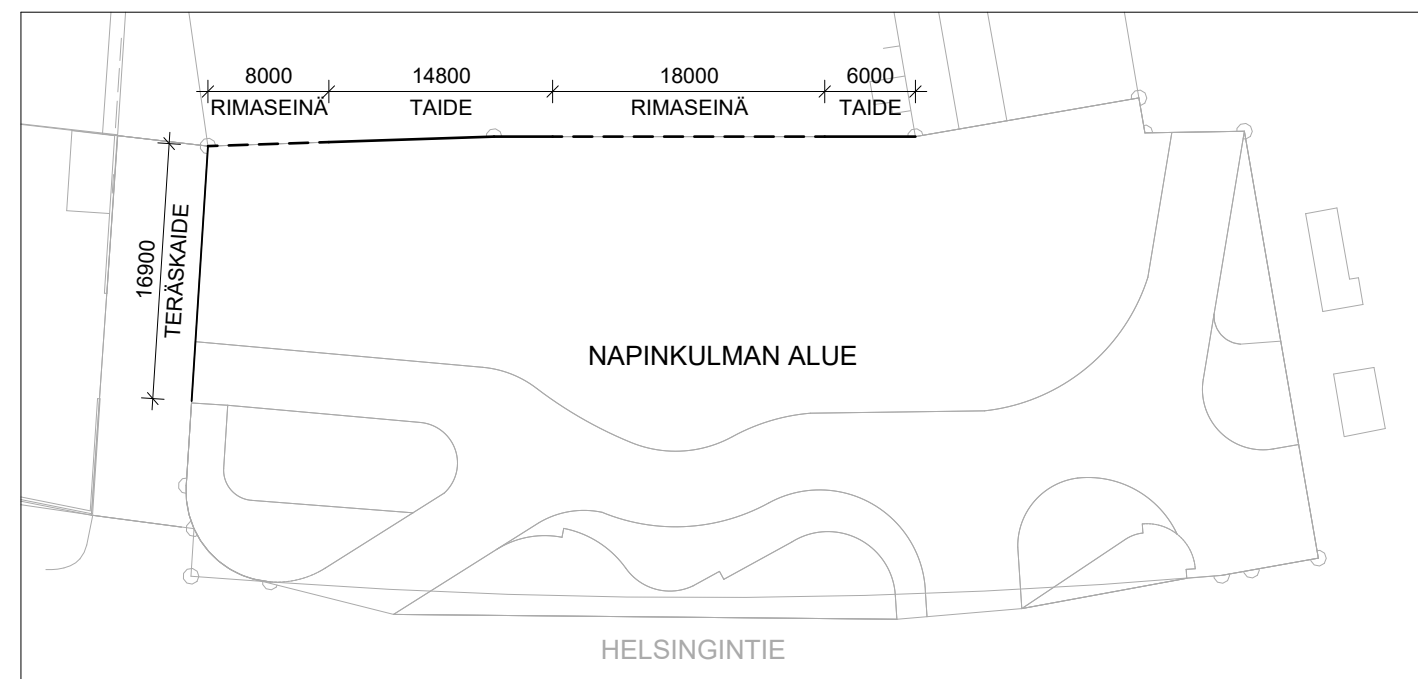 8000 14800 18000 6000
RIMASEINÄ TAIDE RIMASEINÄ TAIDE
16900
TERÄSKAIDE
NAPINKULMAN ALUE
HELSINGINTIE